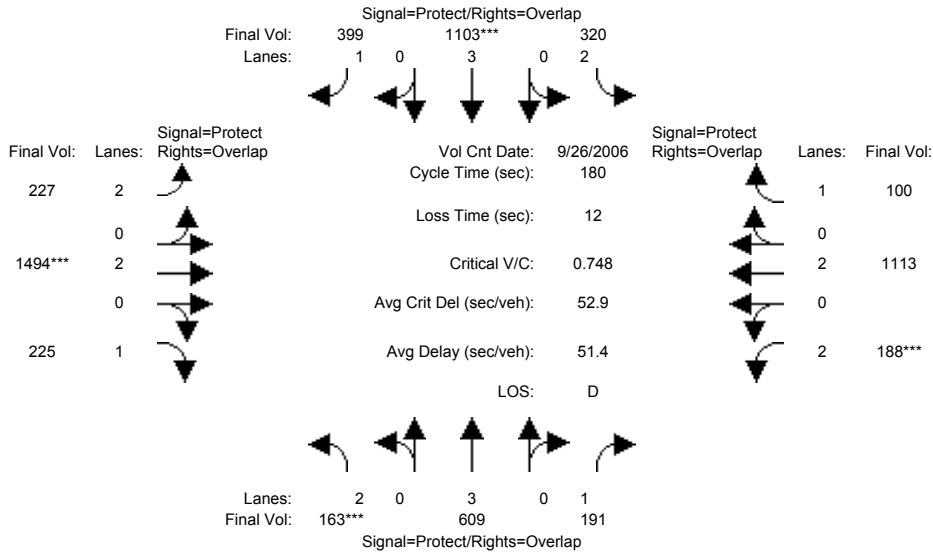 Signal=Protect/Rights=Overlap
Final Vol: 399 1103*** 320
Lanes: 1 0 3 0 2
Signal=Protect Signal=Protect
Final Vol: Lanes: Rights=Overlap Vol Cnt Date: 9/26/2006 Rights=Overlap Lanes: Final Vol:
Cycle Time (sec): 180
227 2 1 100
Loss Time (sec): 12
0 0
1494*** 2 Critical V/C: 0.748 2 1113
0 Avg Crit Del (sec/veh): 52.9 0
225 1 Avg Delay (sec/veh): 51.4 2 188***
LOS: D
Lanes: 2 0 3 0 1
Final Vol: 163*** 609 191
Signal=Protect/Rights=Overlap